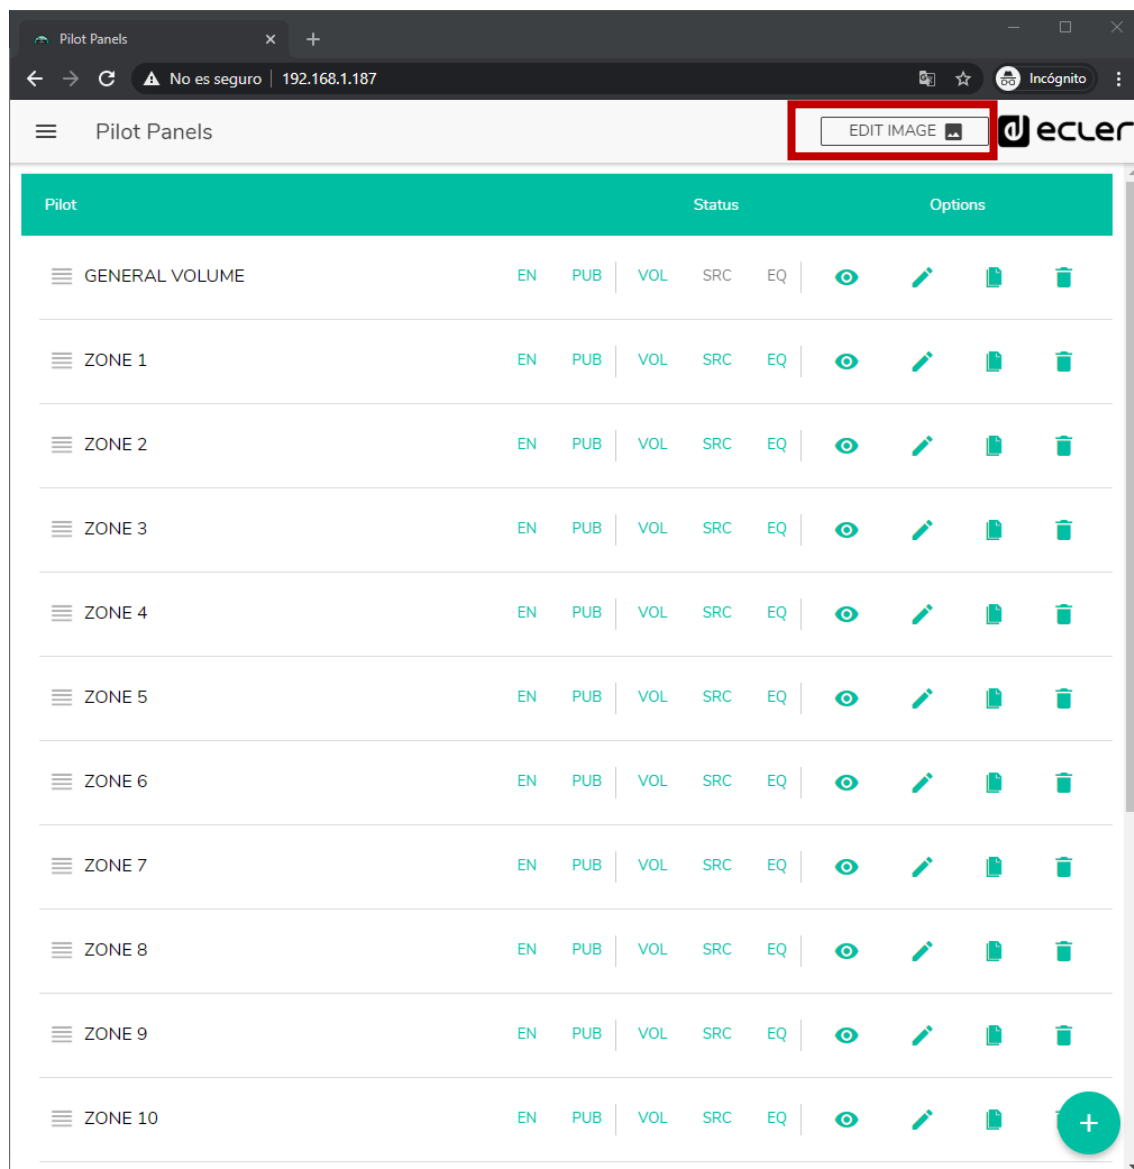 Pilot Panels
No es seguro | 192.168.1.187 Incógnito
Pilot Panels EDIT IMAGE ecler
Pilot Status Options
GENERAL VOLUME EN PUB VOL SRC EQ
ZONE 1 EN PUB VOL SRC EQ
ZONE 2 EN PUB VOL SRC EQ
ZONE 3 EN PUB VOL SRC EQ
ZONE 4 EN PUB VOL SRC EQ
ZONE 5 EN PUB VOL SRC EQ
ZONE 6 EN PUB VOL SRC EQ
ZONE 7 EN PUB VOL SRC EQ
ZONE 8 EN PUB VOL SRC EQ
ZONE 9 EN PUB VOL SRC EQ
ZONE 10 EN PUB VOL SRC EQ